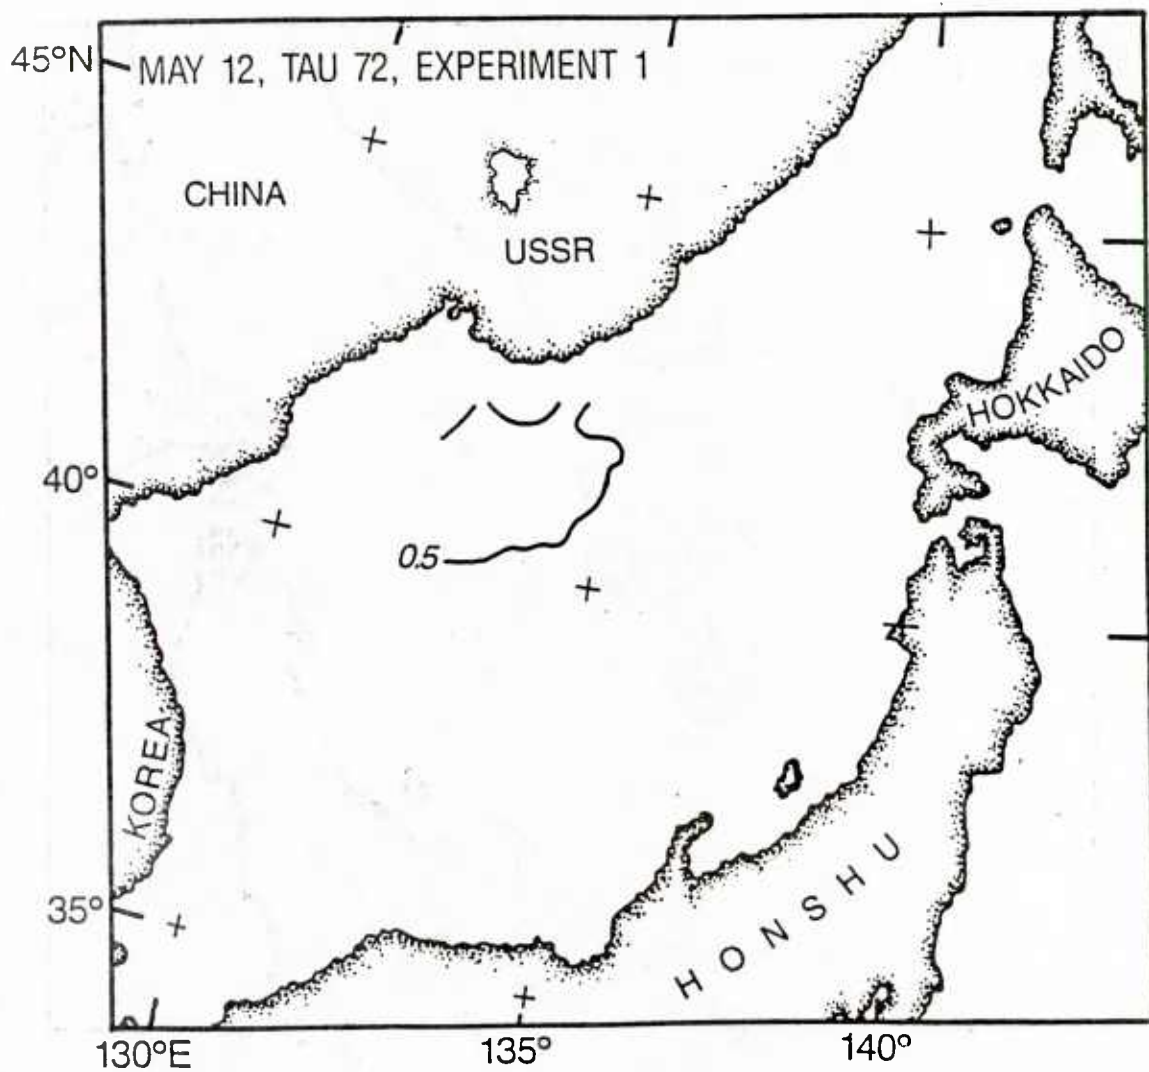 45°N
MAY 12, TAU 72, EXPERIMENT 1
CHINA
USSR
HOKKAIDO
40°
0.5
KOREA
HONSHU
35°
130°E
135°
140°